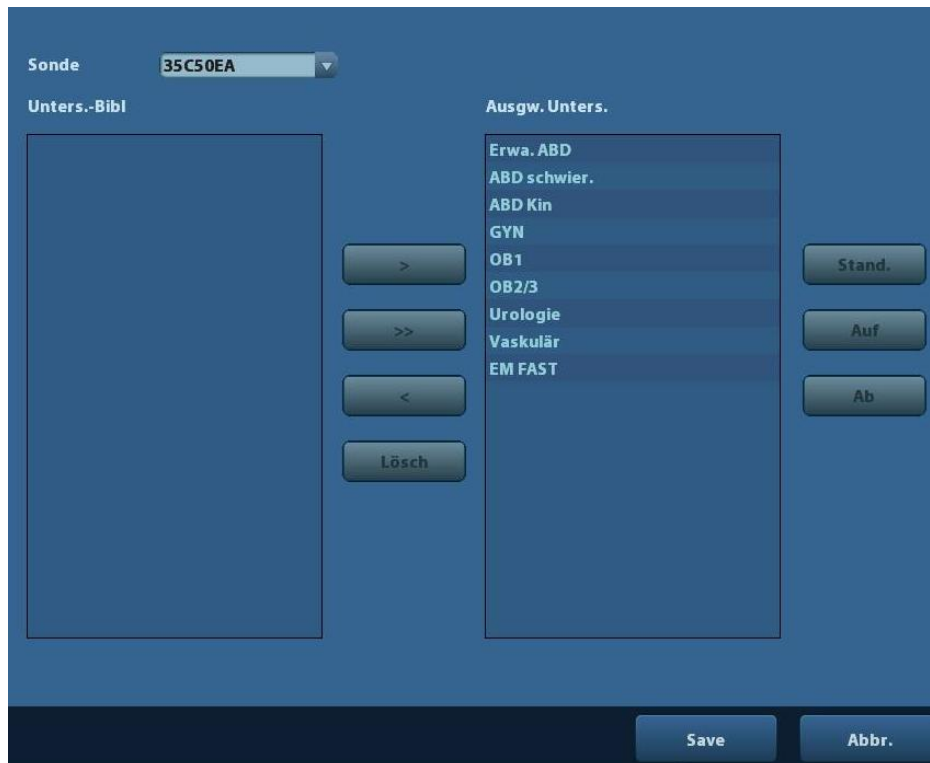 Sonde 35C50EA
Unters.-Bibl
Ausgw. Unters.
Erwa. ABD
ABD schwier.
ABD Kin
GYN
OB1
OB2/3
Urologie
Vaskulär
EM FAST
>
>>
<
Lösch
Stand.
Auf
Ab
Save
Abbr.